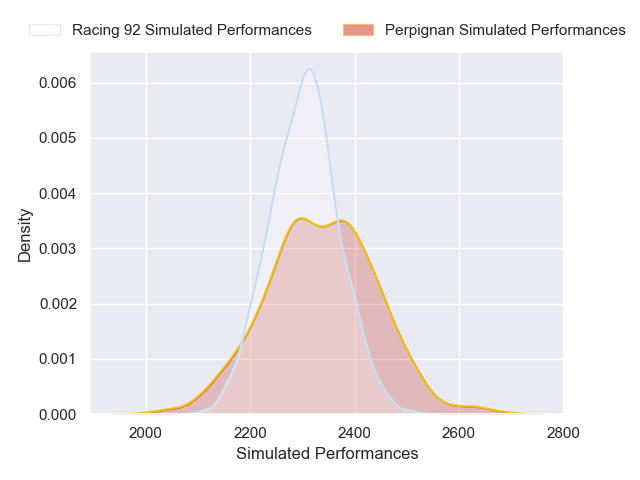 Racing 92 Simulated Performances Perpignan Simulated Performances
0.006
0.005
0.004
0.003
0.002
0.001
0.000
Density
2000 2200 2400 2600 2800
Simulated Performances